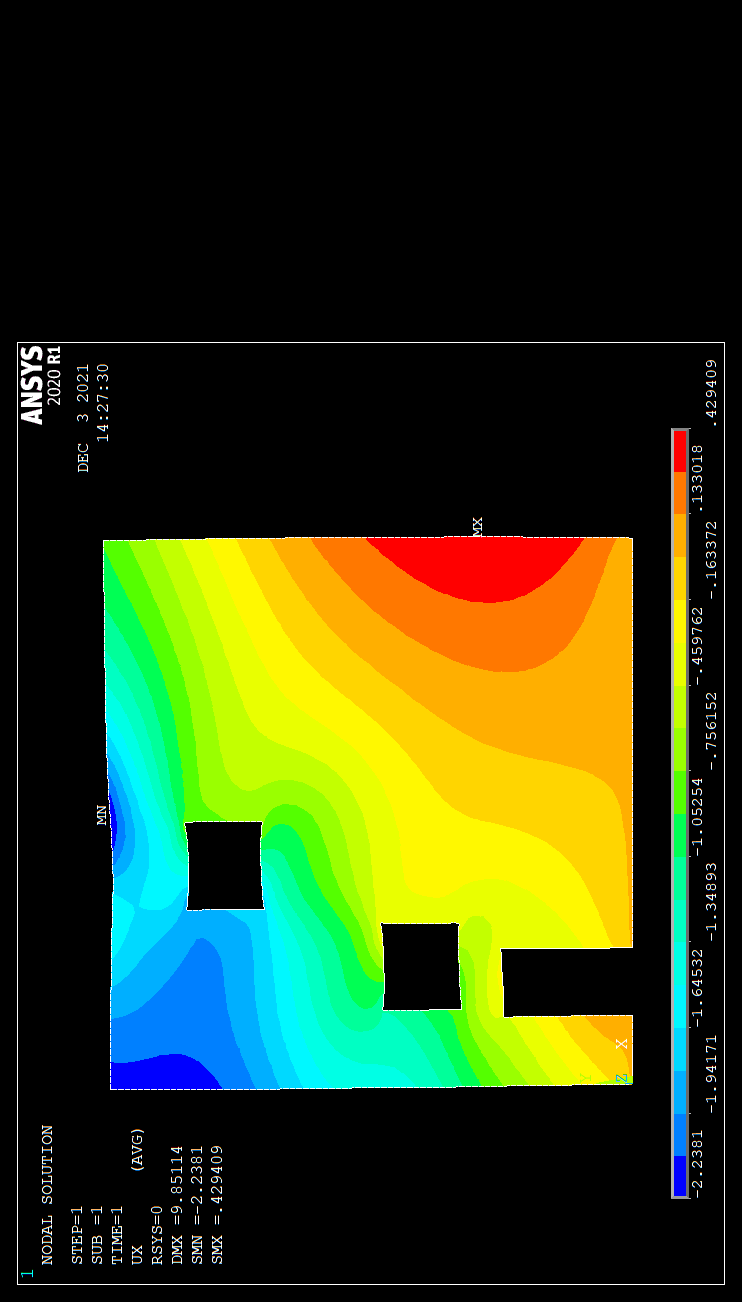 1
NODAL SOLUTION
STEP=1
SUB =1
TIME=1
UX       (AVG)
RSYS=0
DMX =9.85114
SMN =-2.2381
SMX =.429409
ANSYS
2020 R1
DEC  3 2021
14:27:30
MN
MX
Y
Z
X
-2.2381
-1.94171
-1.64532
-1.34893
-1.05254
-.756152
-.459762
-.163372
.133018
.429409